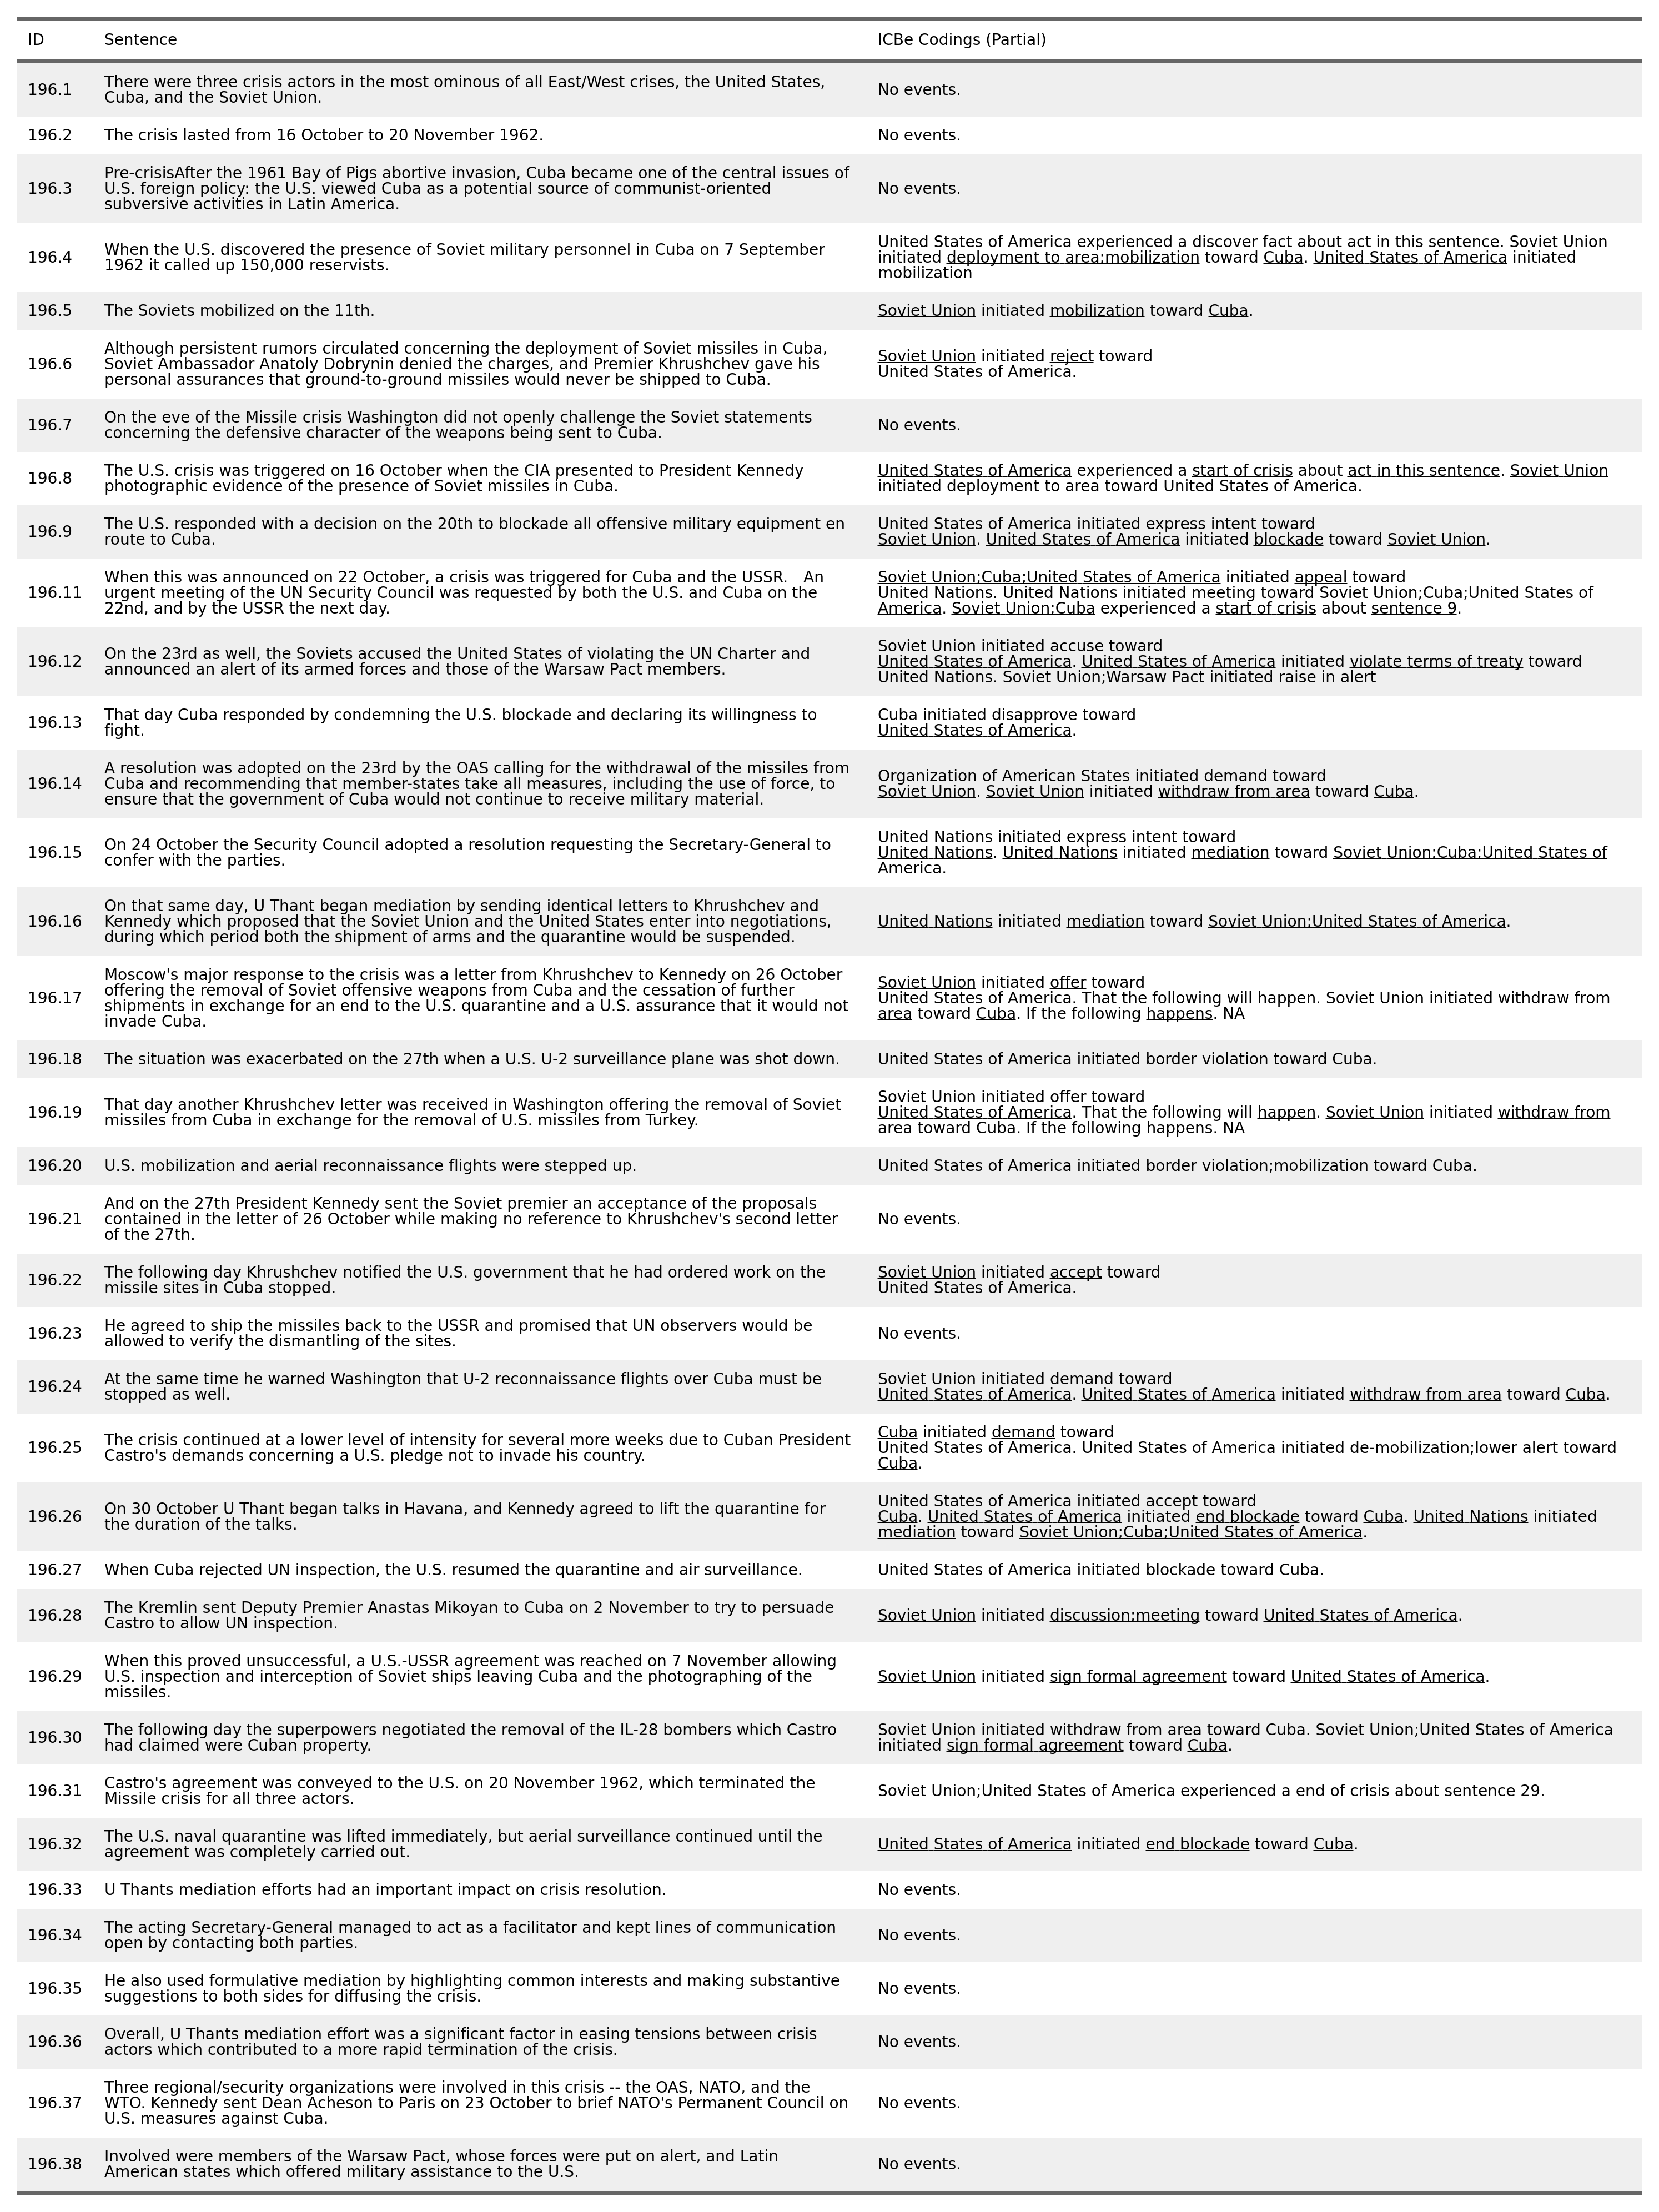 ID Sentence ICBe Codings (Partial)
196.1 There were three crisis actors in the most ominous of all East/West crises, the United States,
Cuba, and the Soviet Union.
No events.
196.2 The crisis lasted from 16 October to 20 November 1962.
No events.
196.3 Pre-crisisAfter the 1961 Bay of Pigs abortive invasion, Cuba became one of the central issues of
U.S. foreign policy: the U.S. viewed Cuba as a potential source of communist-oriented
subversive activities in Latin America.
No events.
196.4 When the U.S. discovered the presence of Soviet military personnel in Cuba on 7 September
1962 it called up 150,000 reservists.
United States of America experienced a discover fact about act in this sentence. Soviet Union
initiated deployment to area;mobilization toward Cuba. United States of America initiated
mobilization
196.5 The Soviets mobilized on the 11th.
Soviet Union initiated mobilization toward Cuba.
196.6 Although persistent rumors circulated concerning the deployment of Soviet missiles in Cuba,
Soviet Ambassador Anatoly Dobrynin denied the charges, and Premier Khrushchev gave his
personal assurances that ground-to-ground missiles would never be shipped to Cuba.
Soviet Union initiated reject toward
United States of America.
196.7 On the eve of the Missile crisis Washington did not openly challenge the Soviet statements
concerning the defensive character of the weapons being sent to Cuba.
No events.
196.8 The U.S. crisis was triggered on 16 October when the CIA presented to President Kennedy
photographic evidence of the presence of Soviet missiles in Cuba.
United States of America experienced a start of crisis about act in this sentence. Soviet Union
initiated deployment to area toward United States of America.
196.9 The U.S. responded with a decision on the 20th to blockade all offensive military equipment en
route to Cuba.
United States of America initiated express intent toward
Soviet Union. United States of America initiated blockade toward Soviet Union.
196.11 When this was announced on 22 October, a crisis was triggered for Cuba and the USSR. An
urgent meeting of the UN Security Council was requested by both the U.S. and Cuba on the
22nd, and by the USSR the next day.
Soviet Union;Cuba;United States of America initiated appeal toward
United Nations. United Nations initiated meeting toward Soviet Union;Cuba;United States of
America. Soviet Union;Cuba experienced a start of crisis about sentence 9.
196.12 On the 23rd as well, the Soviets accused the United States of violating the UN Charter and
announced an alert of its armed forces and those of the Warsaw Pact members.
Soviet Union initiated accuse toward
United States of America. United States of America initiated violate terms of treaty toward
United Nations. Soviet Union;Warsaw Pact initiated raise in alert
196.13 That day Cuba responded by condemning the U.S. blockade and declaring its willingness to
fight.
Cuba initiated disapprove toward
United States of America.
196.14 A resolution was adopted on the 23rd by the OAS calling for the withdrawal of the missiles from
Cuba and recommending that member-states take all measures, including the use of force, to
ensure that the government of Cuba would not continue to receive military material.
Organization of American States initiated demand toward
Soviet Union. Soviet Union initiated withdraw from area toward Cuba.
196.15 On 24 October the Security Council adopted a resolution requesting the Secretary-General to
confer with the parties.
United Nations initiated express intent toward
United Nations. United Nations initiated mediation toward Soviet Union;Cuba;United States of
America.
196.16 On that same day, U Thant began mediation by sending identical letters to Khrushchev and
Kennedy which proposed that the Soviet Union and the United States enter into negotiations,
during which period both the shipment of arms and the quarantine would be suspended.
United Nations initiated mediation toward Soviet Union;United States of America.
196.17 Moscow's major response to the crisis was a letter from Khrushchev to Kennedy on 26 October
offering the removal of Soviet offensive weapons from Cuba and the cessation of further
shipments in exchange for an end to the U.S. quarantine and a U.S. assurance that it would not
invade Cuba.
Soviet Union initiated offer toward
United States of America. That the following will happen. Soviet Union initiated withdraw from
area toward Cuba. If the following happens. NA
196.18 The situation was exacerbated on the 27th when a U.S. U-2 surveillance plane was shot down.
United States of America initiated border violation toward Cuba.
196.19 That day another Khrushchev letter was received in Washington offering the removal of Soviet
missiles from Cuba in exchange for the removal of U.S. missiles from Turkey.
Soviet Union initiated offer toward
United States of America. That the following will happen. Soviet Union initiated withdraw from
area toward Cuba. If the following happens. NA
196.20 U.S. mobilization and aerial reconnaissance flights were stepped up.
United States of America initiated border violation;mobilization toward Cuba.
196.21 And on the 27th President Kennedy sent the Soviet premier an acceptance of the proposals
contained in the letter of 26 October while making no reference to Khrushchev's second letter
of the 27th.
No events.
196.22 The following day Khrushchev notified the U.S. government that he had ordered work on the
missile sites in Cuba stopped.
Soviet Union initiated accept toward
United States of America.
196.23 He agreed to ship the missiles back to the USSR and promised that UN observers would be
allowed to verify the dismantling of the sites.
No events.
196.24 At the same time he warned Washington that U-2 reconnaissance flights over Cuba must be
stopped as well.
Soviet Union initiated demand toward
United States of America. United States of America initiated withdraw from area toward Cuba.
196.25 The crisis continued at a lower level of intensity for several more weeks due to Cuban President
Castro's demands concerning a U.S. pledge not to invade his country.
Cuba initiated demand toward
United States of America. United States of America initiated de-mobilization;lower alert toward
Cuba.
196.26 On 30 October U Thant began talks in Havana, and Kennedy agreed to lift the quarantine for
the duration of the talks.
United States of America initiated accept toward
Cuba. United States of America initiated end blockade toward Cuba. United Nations initiated
mediation toward Soviet Union;Cuba;United States of America.
196.27 When Cuba rejected UN inspection, the U.S. resumed the quarantine and air surveillance.
United States of America initiated blockade toward Cuba.
196.28 The Kremlin sent Deputy Premier Anastas Mikoyan to Cuba on 2 November to try to persuade
Castro to allow UN inspection.
Soviet Union initiated discussion;meeting toward United States of America.
196.29 When this proved unsuccessful, a U.S.-USSR agreement was reached on 7 November allowing
U.S. inspection and interception of Soviet ships leaving Cuba and the photographing of the
missiles.
Soviet Union initiated sign formal agreement toward United States of America.
196.30 The following day the superpowers negotiated the removal of the IL-28 bombers which Castro
had claimed were Cuban property.
Soviet Union initiated withdraw from area toward Cuba. Soviet Union;United States of America
initiated sign formal agreement toward Cuba.
196.31 Castro's agreement was conveyed to the U.S. on 20 November 1962, which terminated the
Missile crisis for all three actors.
Soviet Union;United States of America experienced a end of crisis about sentence 29.
196.32 The U.S. naval quarantine was lifted immediately, but aerial surveillance continued until the
agreement was completely carried out.
United States of America initiated end blockade toward Cuba.
196.33 U Thants mediation efforts had an important impact on crisis resolution.
No events.
196.34 The acting Secretary-General managed to act as a facilitator and kept lines of communication
open by contacting both parties.
No events.
196.35 He also used formulative mediation by highlighting common interests and making substantive
suggestions to both sides for diffusing the crisis.
No events.
196.36 Overall, U Thants mediation effort was a significant factor in easing tensions between crisis
actors which contributed to a more rapid termination of the crisis.
No events.
196.37 Three regional/security organizations were involved in this crisis -- the OAS, NATO, and the
WTO. Kennedy sent Dean Acheson to Paris on 23 October to brief NATO's Permanent Council on
U.S. measures against Cuba.
No events.
196.38 Involved were members of the Warsaw Pact, whose forces were put on alert, and Latin
American states which offered military assistance to the U.S.
No events.